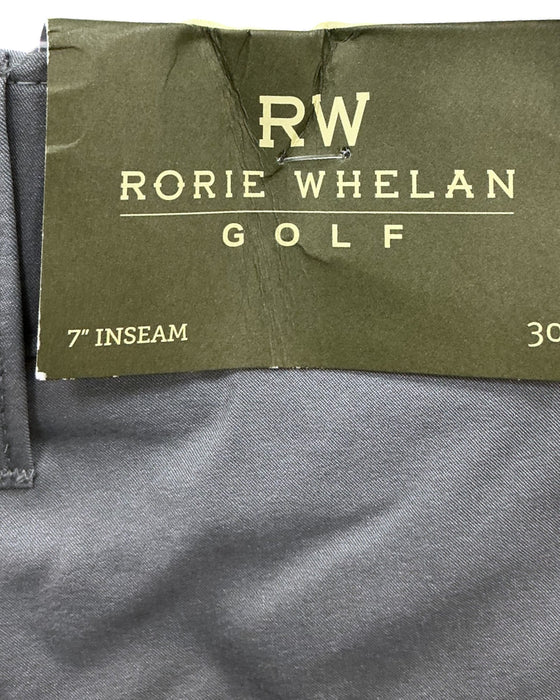 RW
RORIE WHELAN
GOLF
7" INSEAM 30